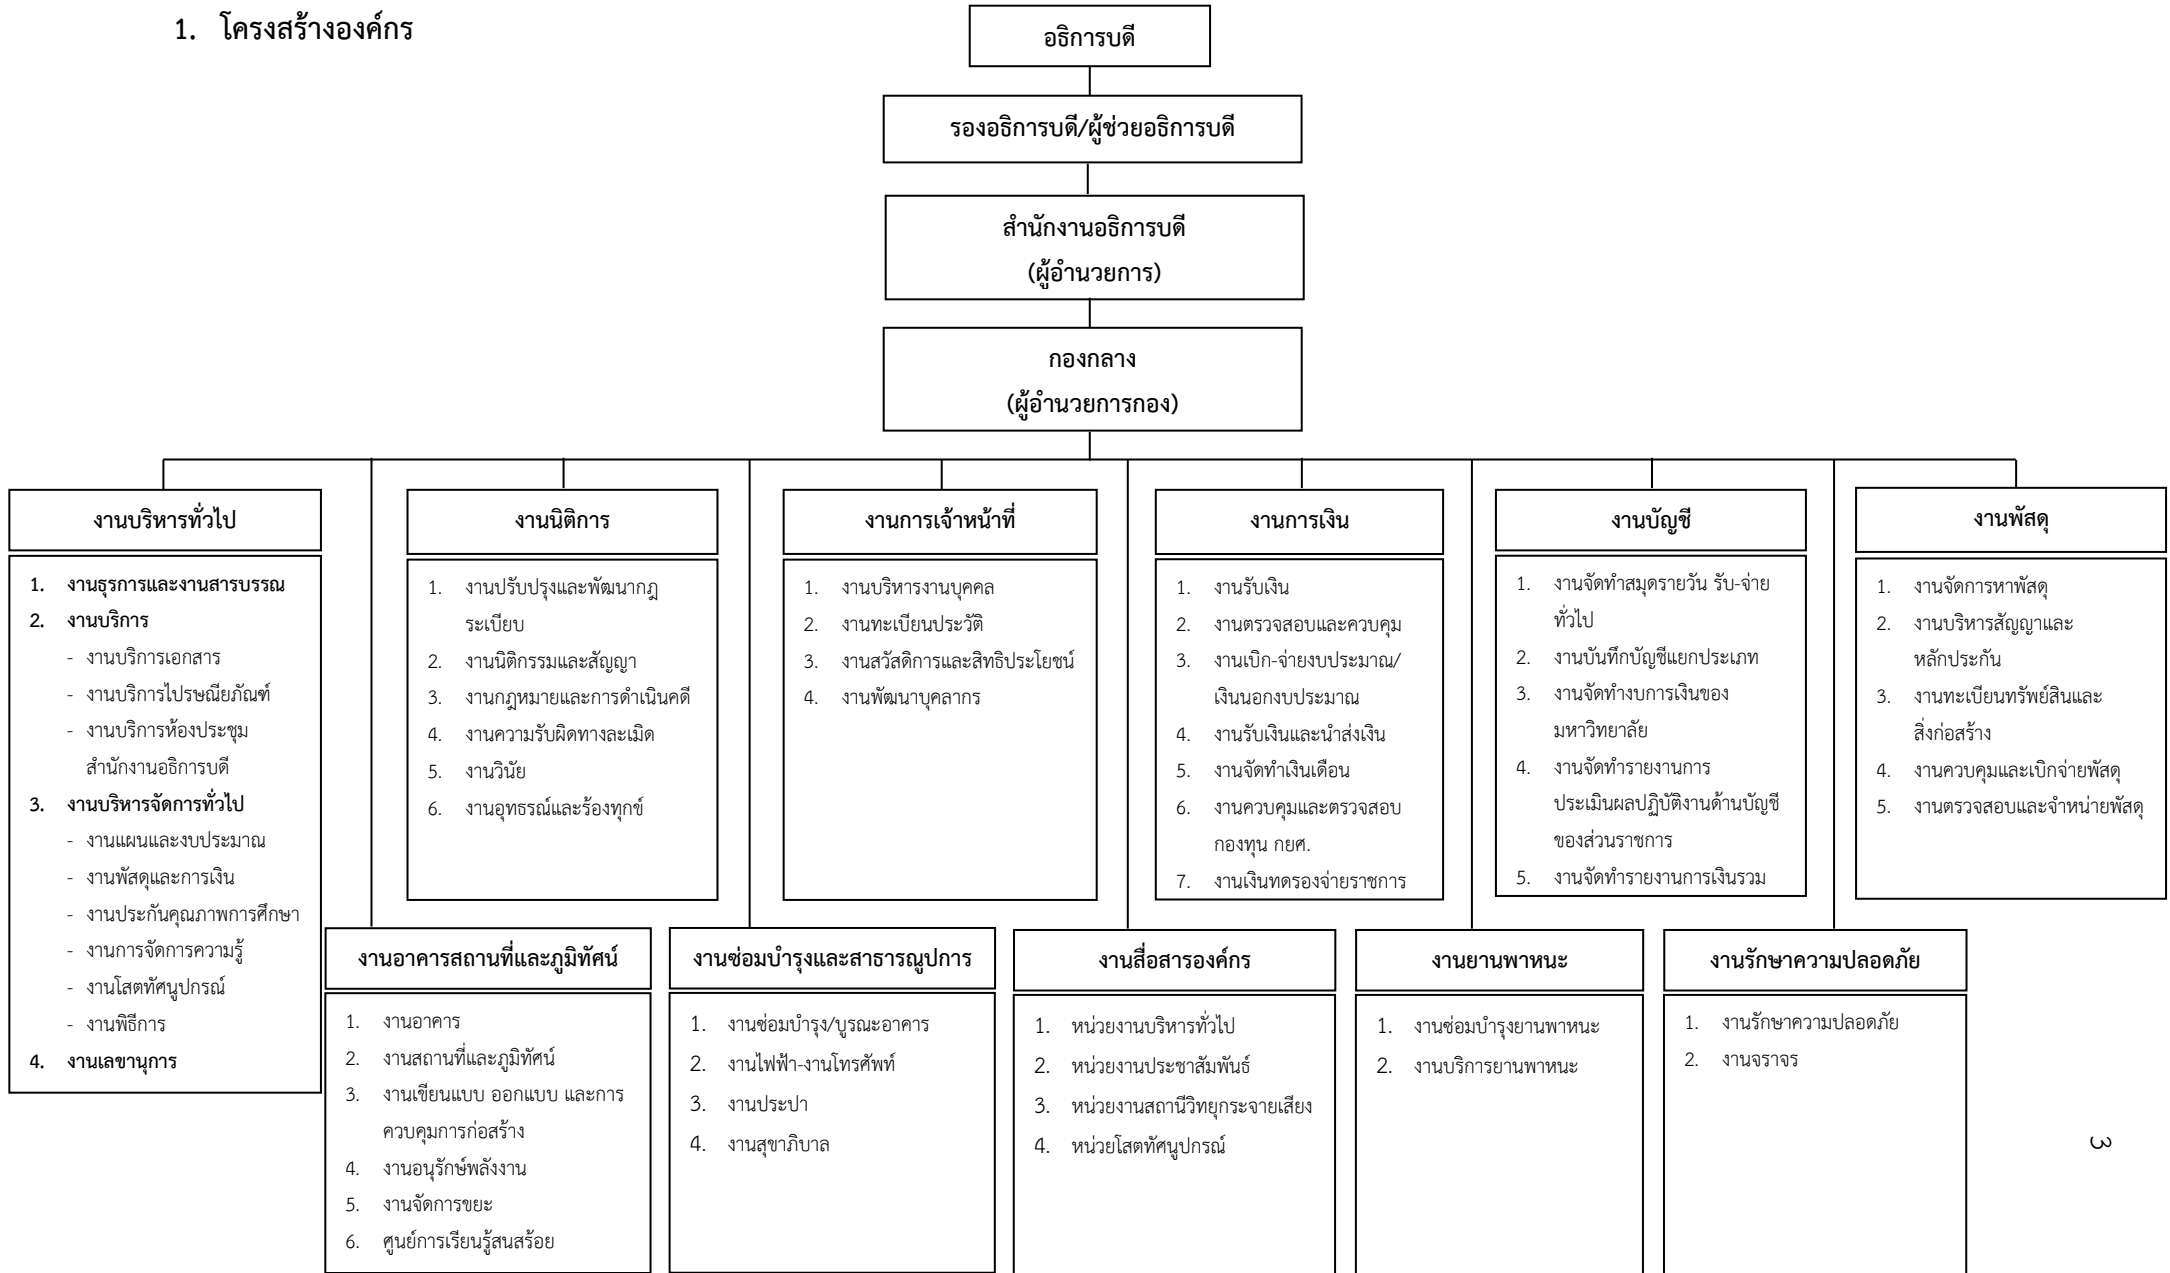 1. โครงสร้างองค์กร
อธิการบดี
รองอธิการบดี/ผู้ช่วยอธิการบดี
สำนักงานอธิการบดี
(ผู้อำนวยการ)
กองกลาง
(ผู้อำนวยการกอง)
งานบริหารทั่วไป
1. งานธุรการและงานสารบรรณ
2. งานบริการ
- งานบริการเอกสาร
- งานบริการไปรษณียภัณฑ์
- งานบริการห้องประชุม
สำนักงานอธิการบดี
3. งานบริหารจัดการทั่วไป
- งานแผนและงบประมาณ
- งานพัสดุและการเงิน
- งานประกันคุณภาพการศึกษา
- งานการจัดการความรู้
- งานโสตทัศนูปกรณ์
- งานพิธีการ
4. งานเลขานุการ
งานนิติการ
1. งานปรับปรุงและพัฒนากฎ
ระเบียบ
2. งานนิติกรรมและสัญญา
3. งานกฎหมายและการดำเนินคดี
4. งานความรับผิดทางละเมิด
5. งานวินัย
6. งานอุทธรณ์และร้องทุกข์
งานการเจ้าหน้าที่
1. งานบริหารงานบุคคล
2. งานทะเบียนประวัติ
3. งานสวัสดิการและสิทธิประโยชน์
4. งานพัฒนาบุคลากร
งานการเงิน
1. งานรับเงิน
2. งานตรวจสอบและควบคุม
3. งานเบิก-จ่ายงบประมาณ/
เงินนอกงบประมาณ
4. งานรับเงินและนำส่งเงิน
5. งานจัดทำเงินเดือน
6. งานควบคุมและตรวจสอบ
กองทุน กยศ.
7. งานเงินทดรองจ่ายราชการ
งานบัญชี
1. งานจัดทำสมุดรายวัน รับ-จ่าย
ทั่วไป
2. งานบันทึกบัญชีแยกประเภท
3. งานจัดทำงบการเงินของ
มหาวิทยาลัย
4. งานจัดทำรายงานการ
ประเมินผลปฏิบัติงานด้านบัญชี
ของส่วนราชการ
5. งานจัดทำรายงานการเงินรวม
งานพัสดุ
1. งานจัดการหาพัสดุ
2. งานบริหารสัญญาและ
หลักประกัน
3. งานทะเบียนทรัพย์สินและ
สิ่งก่อสร้าง
4. งานควบคุมและเบิกจ่ายพัสดุ
5. งานตรวจสอบและจำหน่ายพัสดุ
งานอาคารสถานที่และภูมิทัศน์
1. งานอาคาร
2. งานสถานที่และภูมิทัศน์
3. งานเขียนแบบ ออกแบบ และการ
ควบคุมการก่อสร้าง
4. งานอนุรักษ์พลังงาน
5. งานจัดการขยะ
6. ศูนย์การเรียนรู้สนสร้อย
งานซ่อมบำรุงและสาธารณูปการ
1. งานซ่อมบำรุง/บูรณะอาคาร
2. งานไฟฟ้า-งานโทรศัพท์
3. งานประปา
4. งานสุขาภิบาล
งานสื่อสารองค์กร
1. หน่วยงานบริหารทั่วไป
2. หน่วยงานประชาสัมพันธ์
3. หน่วยงานสถานีวิทยุกระจายเสียง
4. หน่วยโสตทัศนูปกรณ์
งานยานพาหนะ
1. งานซ่อมบำรุงยานพาหนะ
2. งานบริการยานพาหนะ
งานรักษาความปลอดภัย
1. งานรักษาความปลอดภัย
2. งานจราจร
3